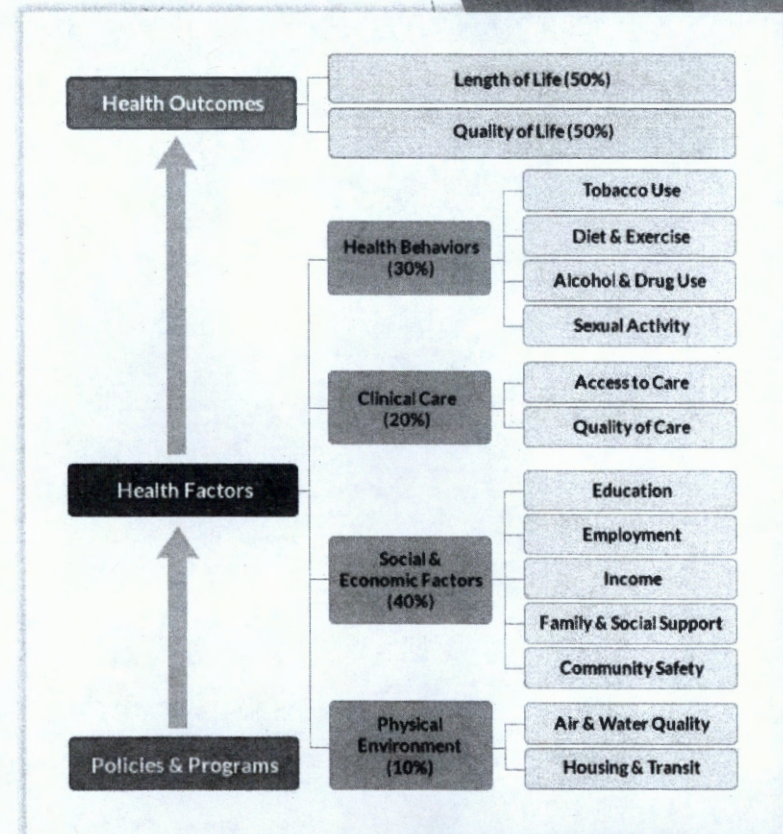 Health Outcomes
Length of Life (50%)
Quality of Life (50%)
Health Behaviors
(30%)
Tobacco Use
Diet & Exercise
Alcohol & Drug Use
Sexual Activity
Clinical Care
(20%)
Access to Care
Quality of Care
Health Factors
Social &
Economic Factors
(40%)
Education
Employment
Income
Family & Social Support
Community Safety
Policies & Programs
Physical
Environment
(10%)
Air & Water Quality
Housing & Transit